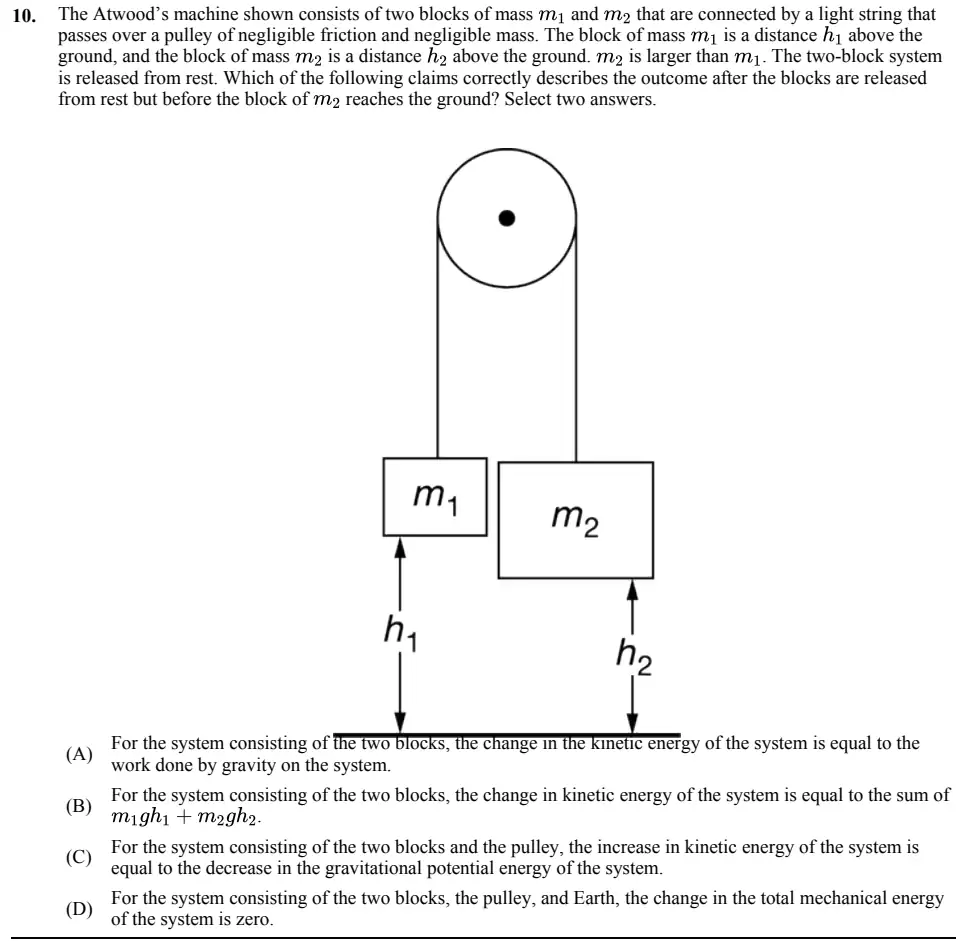 10. The Atwood's machine shown consists of two blocks of mass m₁ and m₂ that are connected by a light string that
passes over a pulley of negligible friction and negligible mass. The block of mass m₁ is a distance h₁ above the
ground, and the block of mass m₂ is a distance h₂ above the ground. m₂ is larger than m₁. The two-block system
is released from rest. Which of the following claims correctly describes the outcome after the blocks are released
from rest but before the block of m₂ reaches the ground? Select two answers.
m₁
m₂
h₁
h₂
(A) For the system consisting of the two blocks, the change in the kinetic energy of the system is equal to the
work done by gravity on the system.
(B) For the system consisting of the two blocks, the change in kinetic energy of the system is equal to the sum of
m₁gh₁ + m₂gh₂.
(C) For the system consisting of the two blocks and the pulley, the increase in kinetic energy of the system is
equal to the decrease in the gravitational potential energy of the system.
(D) For the system consisting of the two blocks, the pulley, and Earth, the change in the total mechanical energy
of the system is zero.